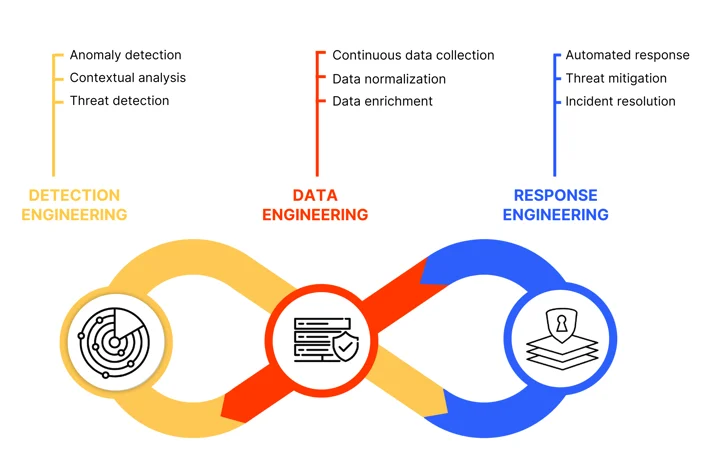 Anomaly detection
Contextual analysis
Threat detection
DETECTION
ENGINEERING
Continuous data collection
Data normalization
Data enrichment
DATA
ENGINEERING
Automated response
Threat mitigation
Incident resolution
RESPONSE
ENGINEERING